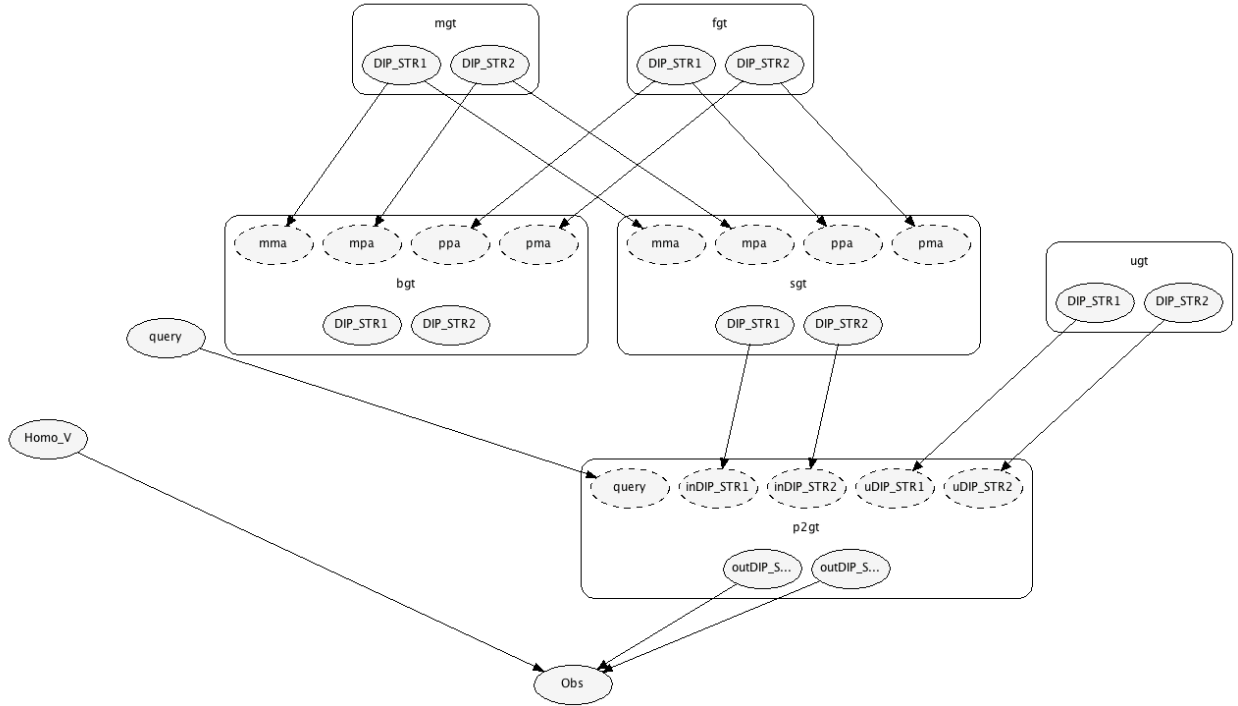 mgt
fgt
DIP_STR1 DIP_STR2 DIP_STR1 DIP_STR2
mma mpa ppa pma mma mpa ppa pma
ugt
bgt sgt
DIP_STR1 DIP_STR2
DIP_STR1 DIP_STR2 DIP_STR1 DIP_STR2
query
Homo_V
query inDIP_STR1 inDIP_STR2 uDIP_STR1 uDIP_STR2
p2gt
outDIP_S... outDIP_S...
Obs